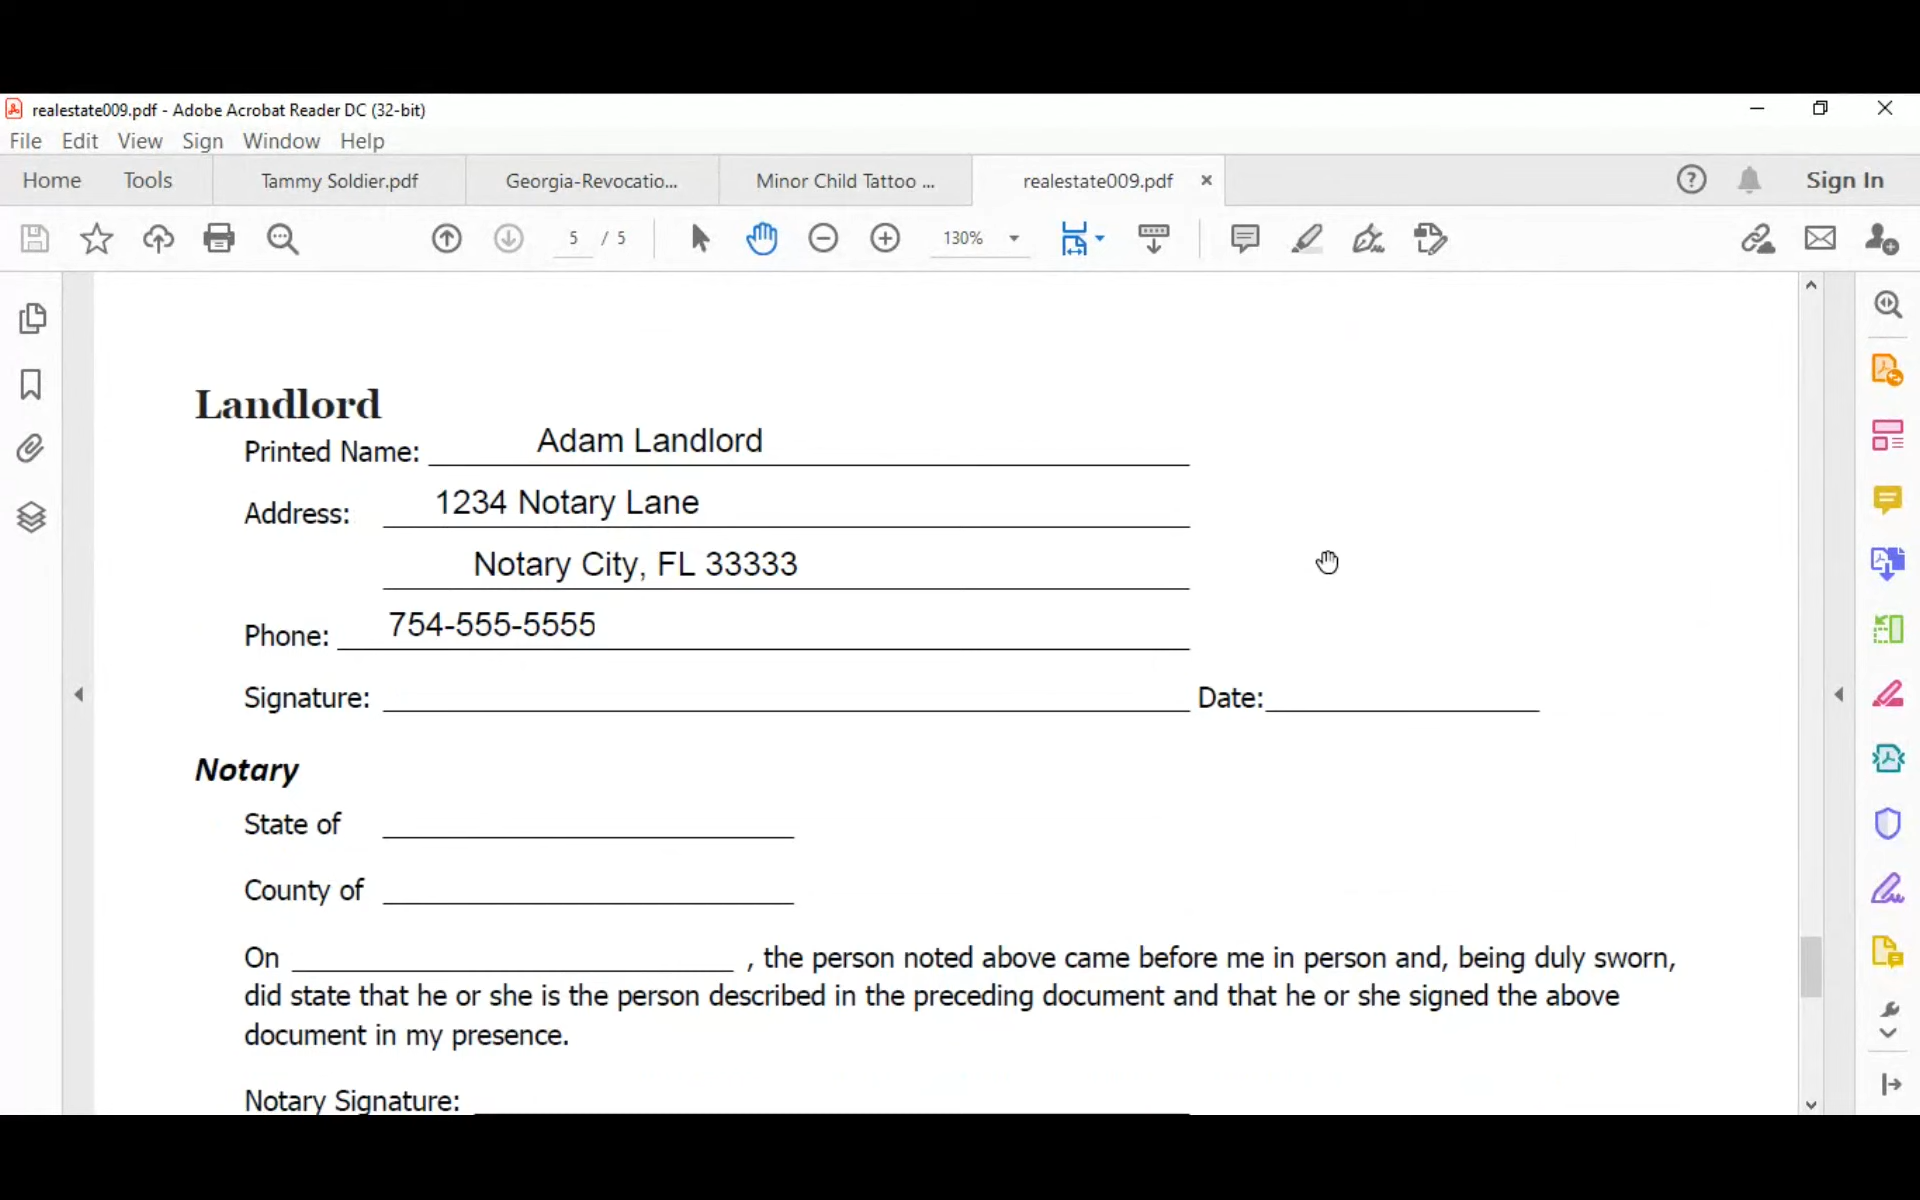 realestate009.pdf - Adobe Acrobat Reader DC (32-bit)
File Edit View Sign Window Help
Home Tools Tammy Soldier.pdf Georgia-Revocatio... Minor Child Tattoo ... realestate009.pdf × Sign In
5 / 5 130%
Landlord
Printed Name: Adam Landlord
Address: 1234 Notary Lane
Notary City, FL 33333
Phone: 754-555-5555
Signature: Date:
Notary
State of
County of
On , the person noted above came before me in person and, being duly sworn,
did state that he or she is the person described in the preceding document and that he or she signed the above
document in my presence.
Notary Signature: